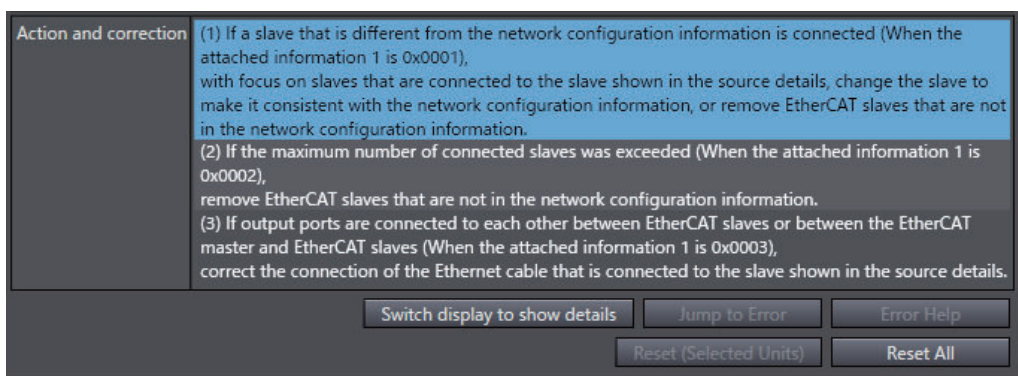 Action and correction
(1) If a slave that is different from the network configuration information is connected (When the
attached information 1 is 0x0001),
with focus on slaves that are connected to the slave shown in the source details, change the slave to
make it consistent with the network configuration information, or remove EtherCAT slaves that are not
in the network configuration information.
(2) If the maximum number of connected slaves was exceeded (When the attached information 1 is
0x0002),
remove EtherCAT slaves that are not in the network configuration information.
(3) If output ports are connected to each other between EtherCAT slaves or between the EtherCAT
master and EtherCAT slaves (When the attached information 1 is 0x0003),
correct the connection of the Ethernet cable that is connected to the slave shown in the source details.
Switch display to show details
Jump to Error
Error Help
Reset (Selected Units)
Reset All